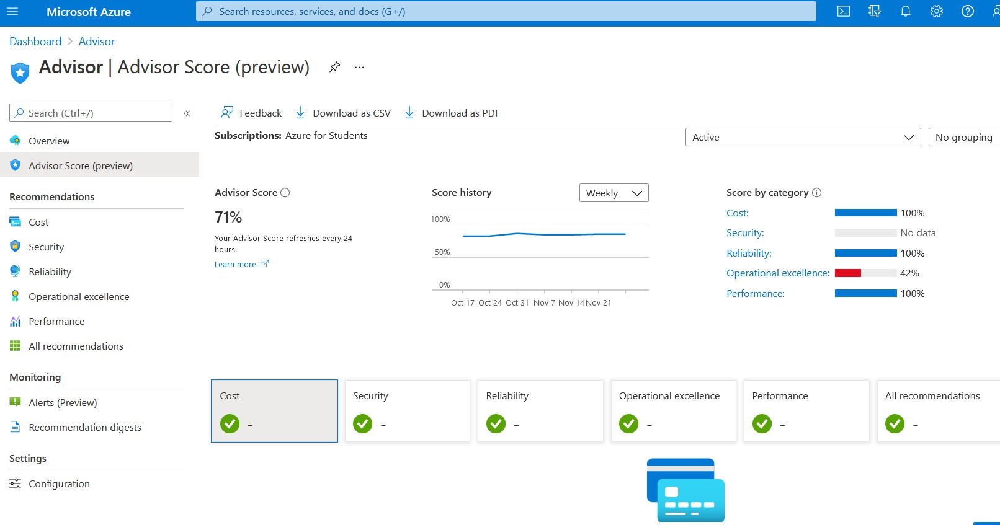 Microsoft Azure
Search resources, services, and docs (G+/)
Dashboard > Advisor
Advisor | Advisor Score (preview)
Search (Ctrl+/)
Overview
Advisor Score (preview)
Recommendations
Cost
Security
Reliability
Operational excellence
Performance
All recommendations
Monitoring
Alerts (Preview)
Recommendation digests
Settings
Configuration
Feedback
Download as CSV
Download as PDF
Subscriptions: Azure for Students
Active
No grouping
Advisor Score
71%
Your Advisor Score refreshes every 24
hours.
Learn more
Score history
Weekly
100%
50%
0%
Oct 17 Oct 24 Oct 31 Nov 7 Nov 14 Nov 21
Score by category
Cost: 100%
Security: No data
Reliability: 100%
Operational excellence: 42%
Performance: 100%
Cost
-
Security
-
Reliability
-
Operational excellence
-
Performance
-
All recommendations
-